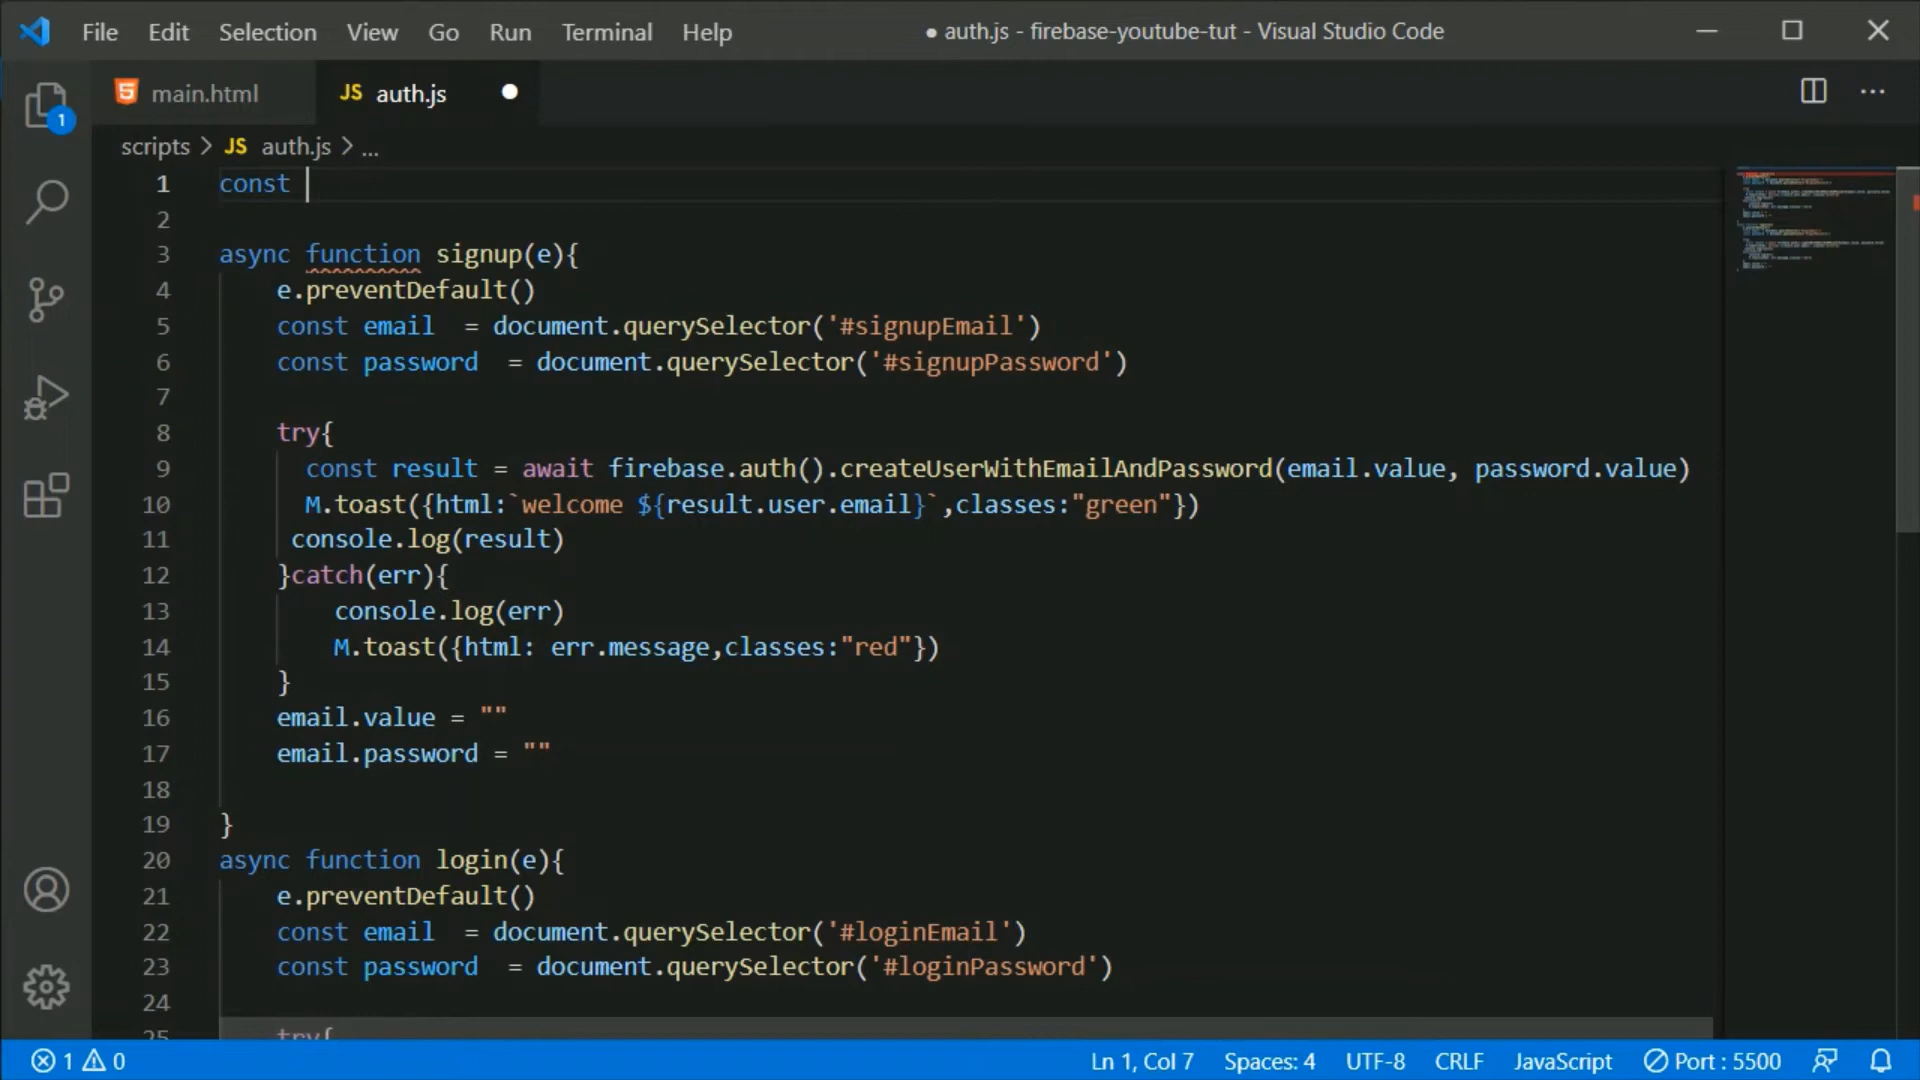 File Edit Selection View Go Run Terminal Help ● auth.js - firebase-youtube-tut - Visual Studio Code
main.html JS auth.js
1
scripts > JS auth.js > ...
1 const
2
3 async function signup(e){
4 e.preventDefault()
5 const email  = document.querySelector('#signupEmail')
6 const password  = document.querySelector('#signupPassword')
7
8 try{
9 const result = await firebase.auth().createUserWithEmailAndPassword(email.value, password.value)
10 M.toast({html:`welcome ${result.user.email}`,classes:"green"})
11 console.log(result)
12 }catch(err){
13 console.log(err)
14 M.toast({html: err.message,classes:"red"})
15 }
16 email.value = ""
17 email.password = ""
18
19 }
20 async function login(e){
21 e.preventDefault()
22 const email  = document.querySelector('#loginEmail')
23 const password  = document.querySelector('#loginPassword')
24
25 try{
1 0 Ln 1, Col 7 Spaces: 4 UTF-8 CRLF JavaScript Port : 5500